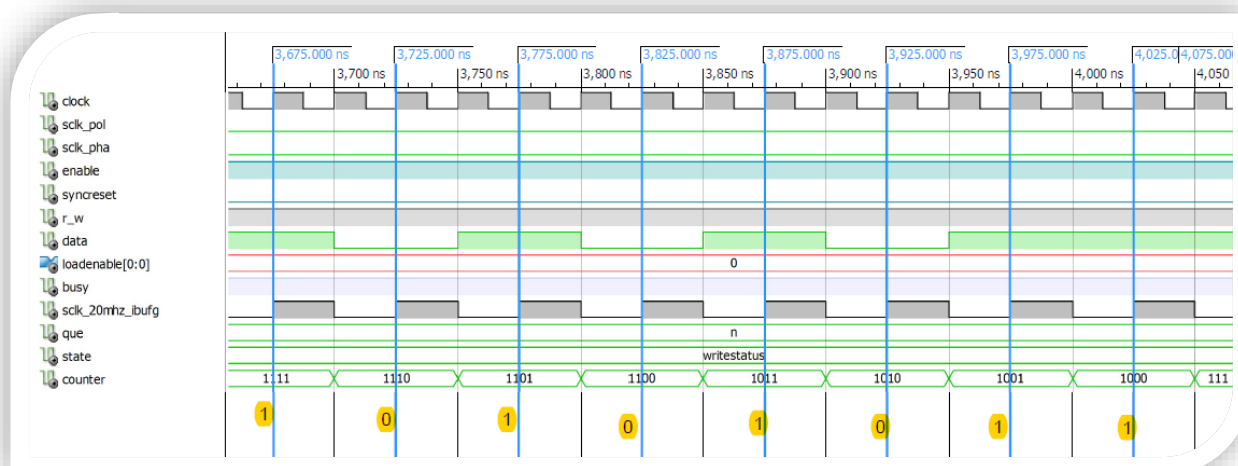 3,675.000 ns 3,725.000 ns 3,775.000 ns 3,825.000 ns 3,875.000 ns 3,925.000 ns 3,975.000 ns 4,025.0 4,075.00
3,700 ns 3,750 ns 3,800 ns 3,850 ns 3,900 ns 3,950 ns 4,000 ns 4,050
clock
sclk_pol
sclk_pha
enable
syncreset
r_w
data
loadenable[0:0] 0
busy
sclk_20mhz_ibufg
que n
state writestatus
counter 1111 1110 1101 1100 1011 1010 1001 1000 111
1 0 1 0 1 0 1 1